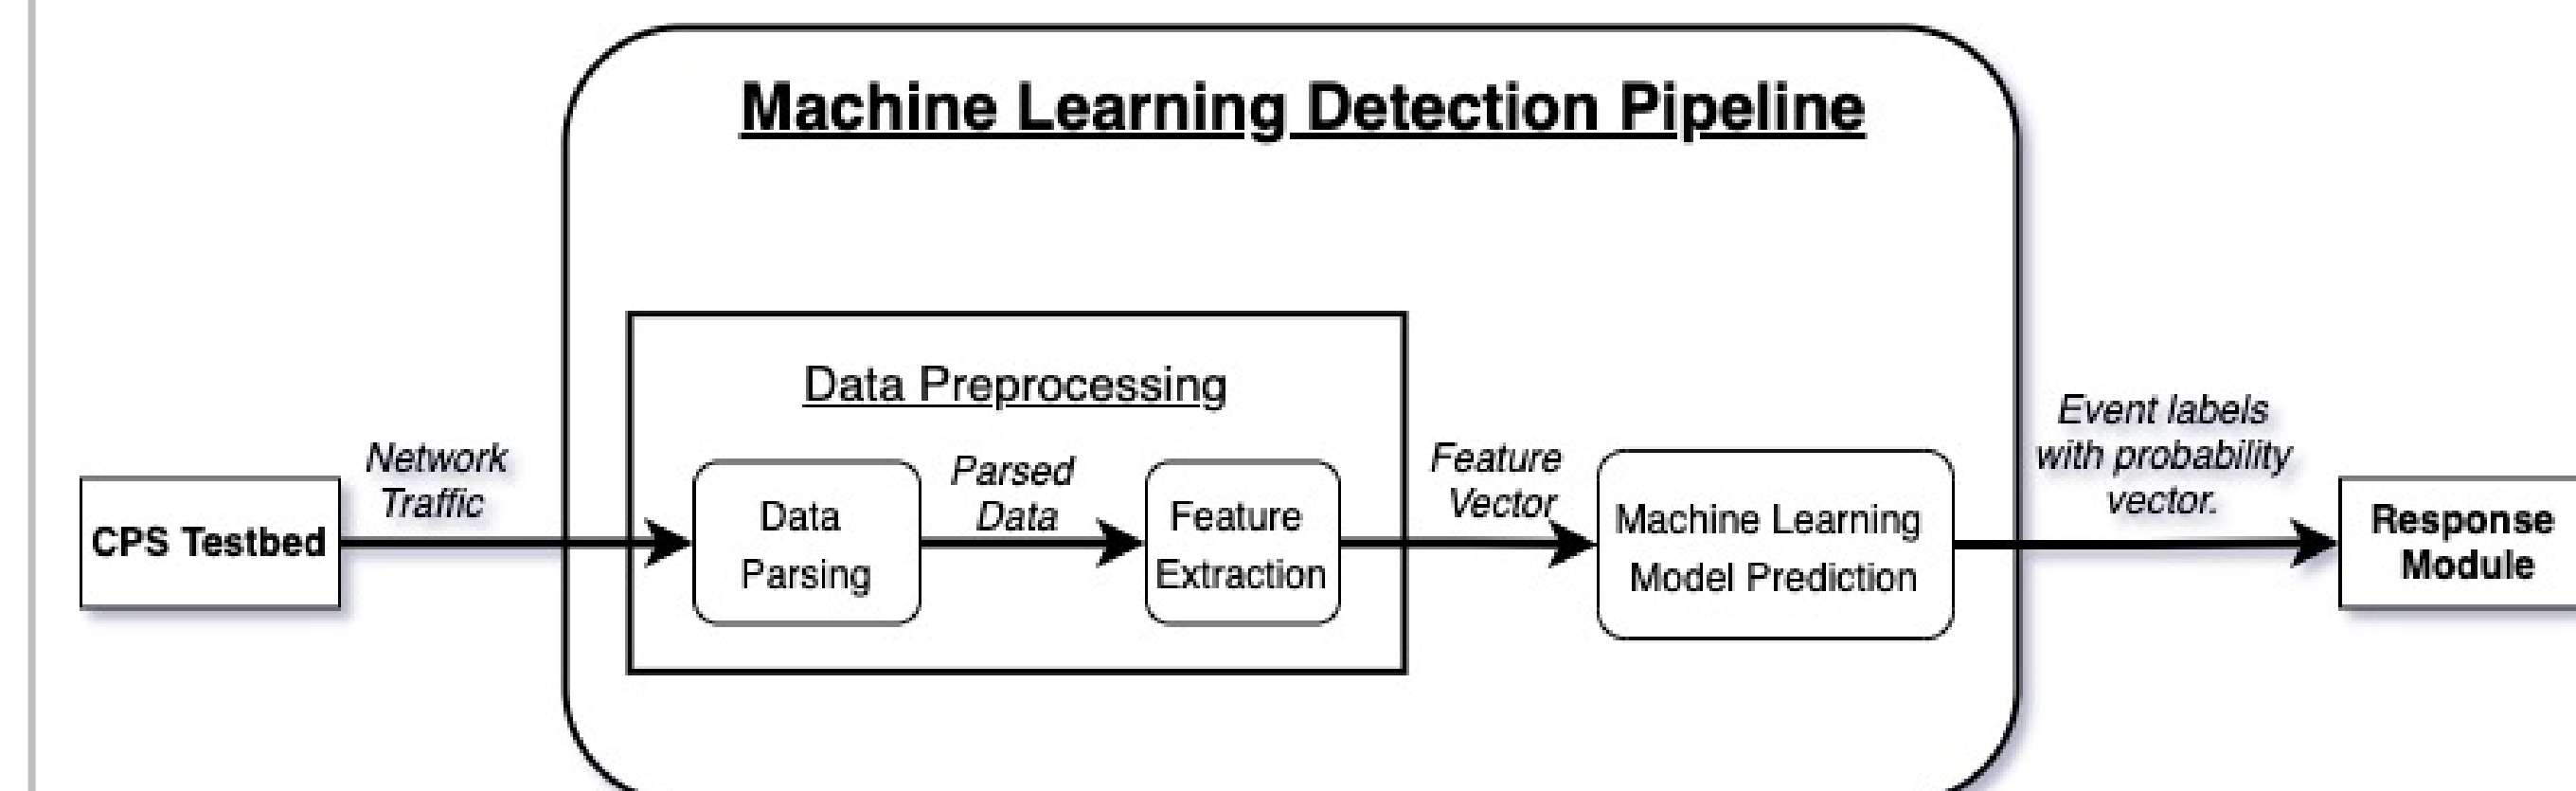 Machine Learning Detection Pipeline
Data Preprocessing
CPS Testbed
Network
Traffic
Data
Parsing
Parsed
Data
Feature
Extraction
Feature
Vector
Machine Learning
Model Prediction
Event labels
with probability
vector.
Response
Module